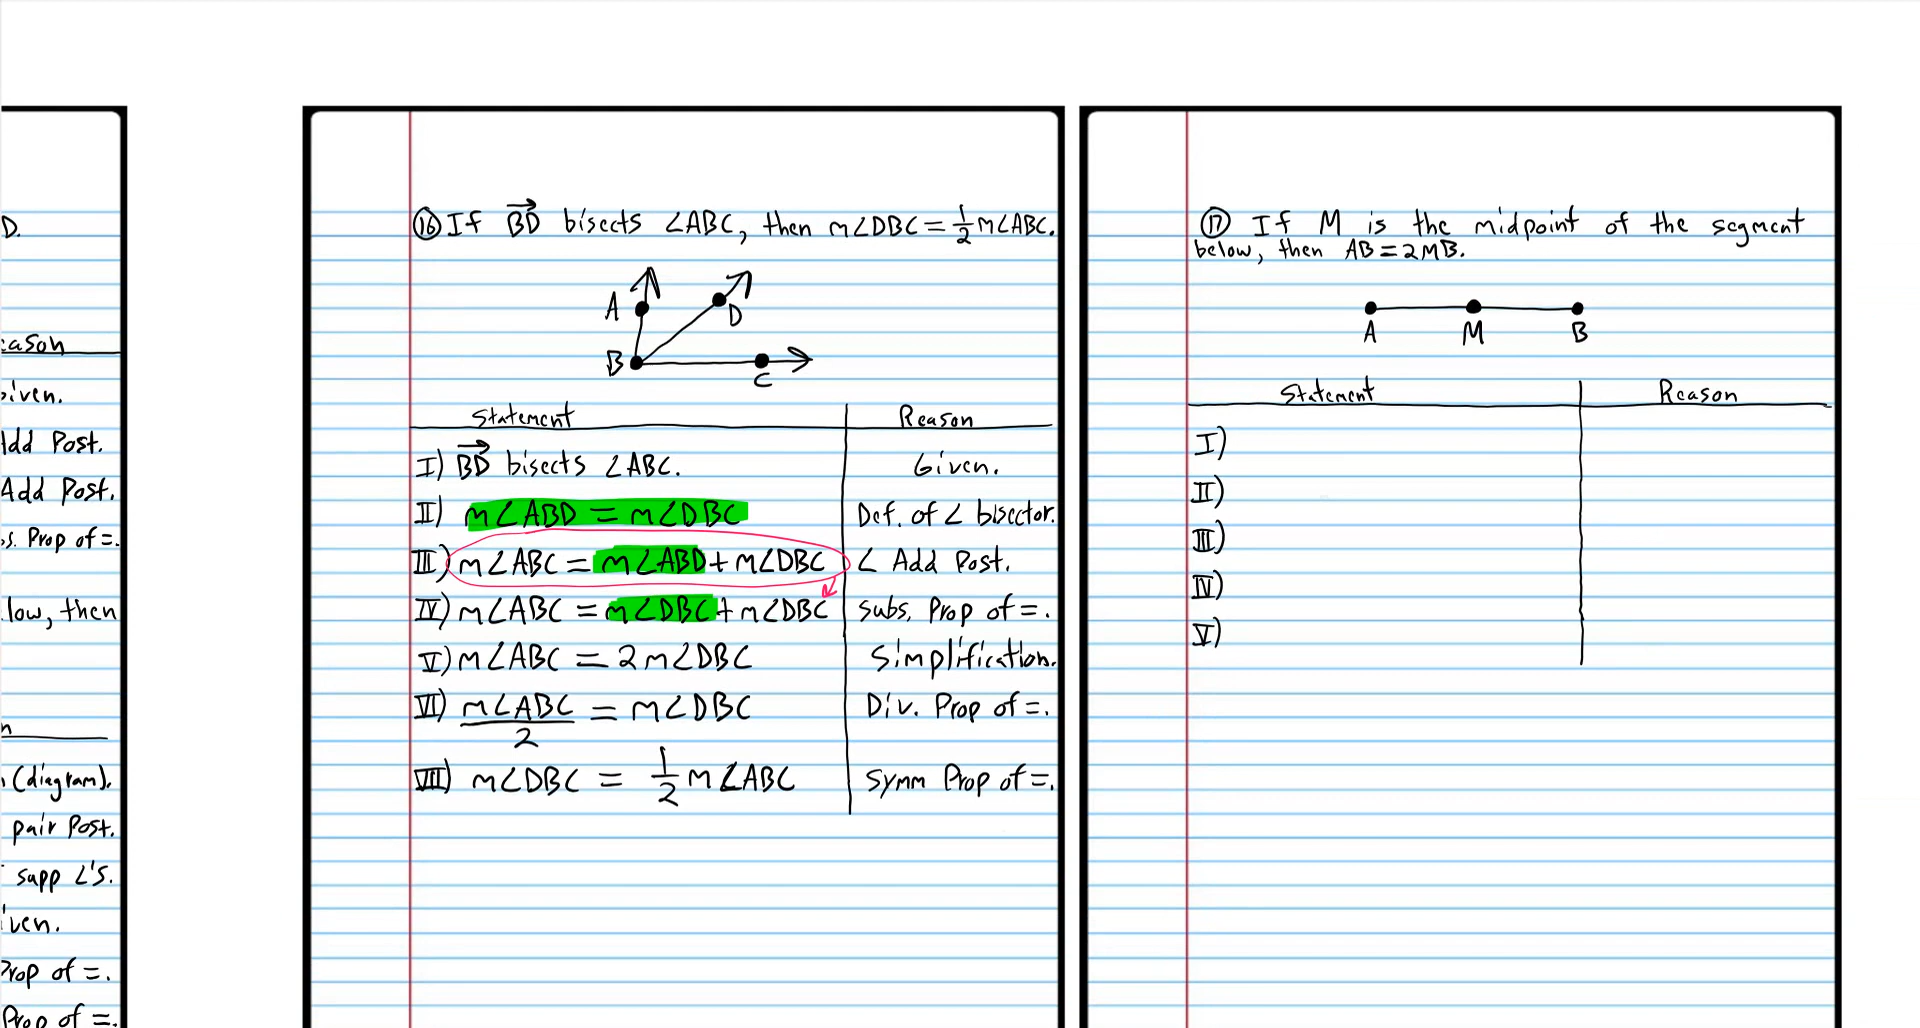 D.
eason
iven.
Add Post.
Add Post.
s. Prop of =.
low, then
n
(diagram).
pair Post.
supp ∠'s.
iven.
Prop of =.
Prop of =.
⑯ If BD→ bisects ∠ABC, then m∠DBC = 1/2 m∠ABC.
A
D
B
C
Statement Reason
I) BD→ bisects ∠ABC. Given.
II) m∠ABD = m∠DBC Def. of ∠ bisector.
III) m∠ABC = m∠ABD + m∠DBC ∠ Add Post.
IV) m∠ABC = m∠DBC + m∠DBC Subs. Prop of =.
V) m∠ABC = 2m∠DBC Simplification.
VI) m∠ABC/2 = m∠DBC Div. Prop of =.
VII) m∠DBC = 1/2 m∠ABC Symm Prop of =.
⑰ If M is the midpoint of the segment
below, then AB = 2MB.
A M B
Statement Reason
I)
II)
III)
IV)
V)